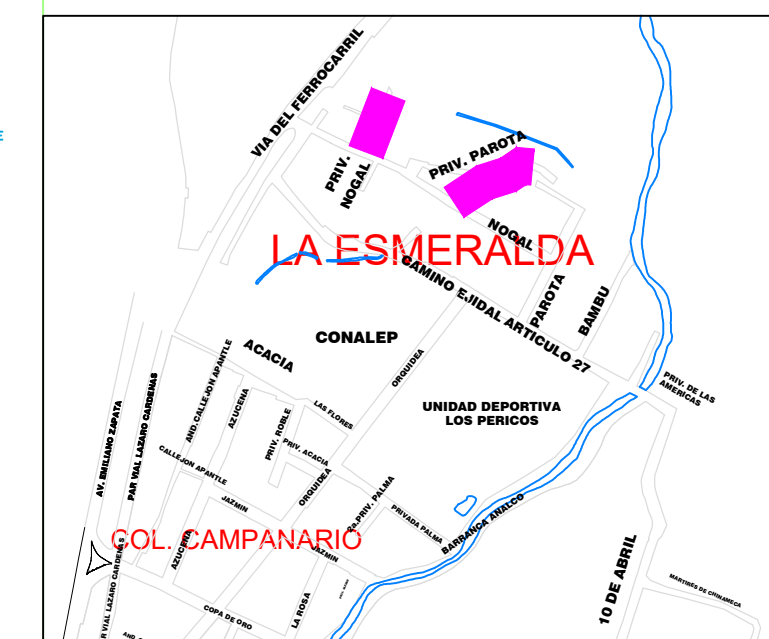 E
VIA DEL FERROCARRIL
PRIV. PAROTA
PRIV.
NOGAL
NOGAL
LA ESMERALDA
CAMINO EJIDAL ARTICULO 27
PAROTA
BAMBU
CONALEP
ACACIA
ORQUIDEA
PRIV. DE LAS
AMERICAS
UNIDAD DEPORTIVA
LOS PERICOS
AV. EMILIANO ZAPATA
PAR VIAL LAZARO CARDENAS
AND.CALLEJON APANTLE
AZUCENA
LAS FLORES
PRIV. ROBLE
PRIV. ACACIA
CALLEJON APANTLE
ORQUIDEA
2a.PRIV. PALMA
PRIVADA PALMA
JAZMIN
BARRANCA ANALCO
COL. CAMPANARIO
AZUCENA
JAZMIN
R VIAL LAZARO CARDENAS
10 DE ABRIL
MARTIRES DE CHINAMECA
COPA DE ORO
LA ROSA